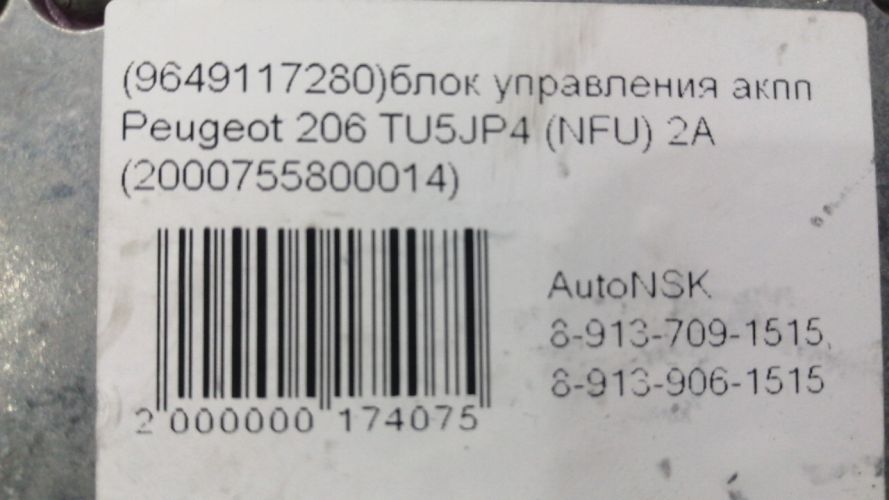 (9649117280)блок управления акпп
Peugeot 206 TU5JP4 (NFU) 2A
(2000755800014)
AutoNSK
8-913-709-1515,
8-913-906-1515
2 000000 174075